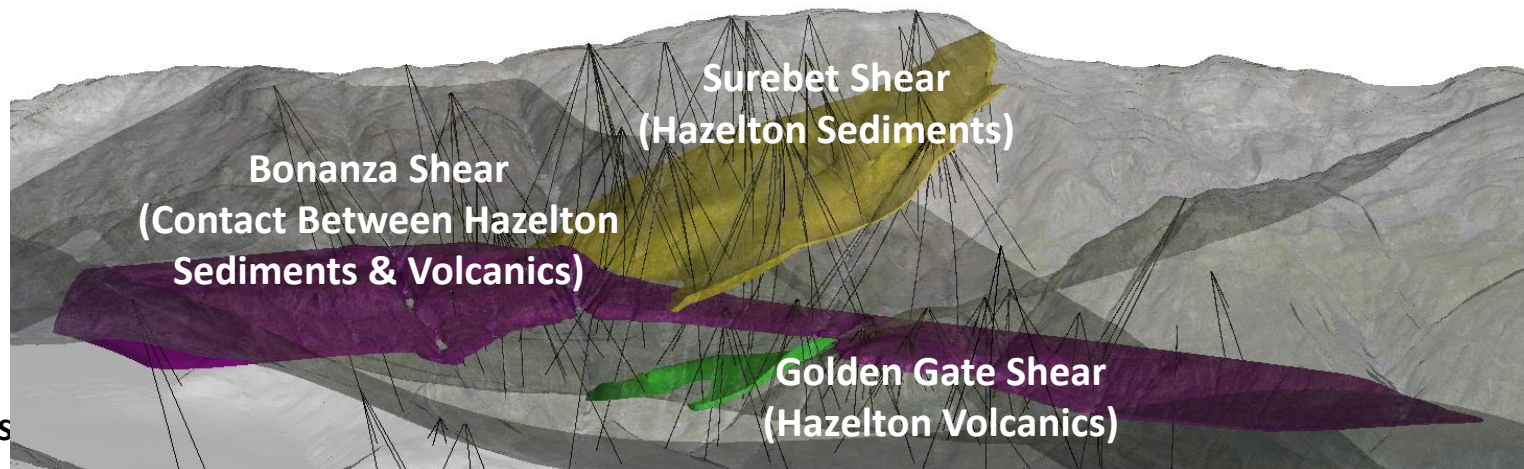 Surebet Shear
(Hazelton Sediments)
Bonanza Shear
(Contact Between Hazelton
Sediments & Volcanics)
Golden Gate Shear
(Hazelton Volcanics)
s